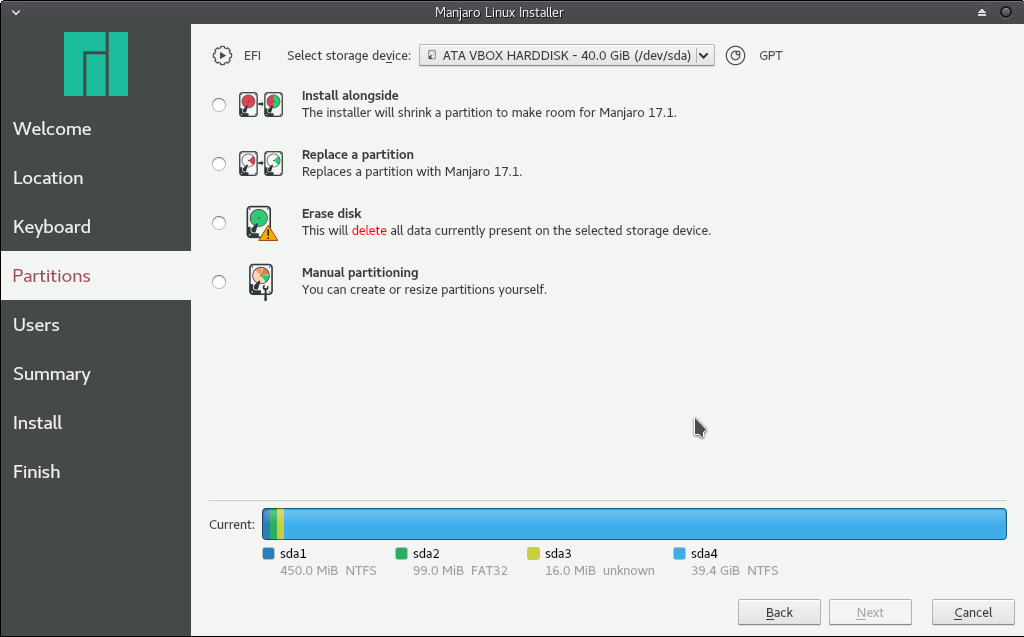 Manjaro Linux Installer
EFI Select storage device: ATA VBOX HARDDISK - 40.0 GiB (/dev/sda) GPT
Welcome
Location
Keyboard
Partitions
Users
Summary
Install
Finish
Install alongside
The installer will shrink a partition to make room for Manjaro 17.1.
Replace a partition
Replaces a partition with Manjaro 17.1.
Erase disk
This will delete all data currently present on the selected storage device.
Manual partitioning
You can create or resize partitions yourself.
Current:
sda1 sda2 sda3 sda4
450.0 MiB NTFS 99.0 MiB FAT32 16.0 MiB unknown 39.4 GiB NTFS
Back Next Cancel